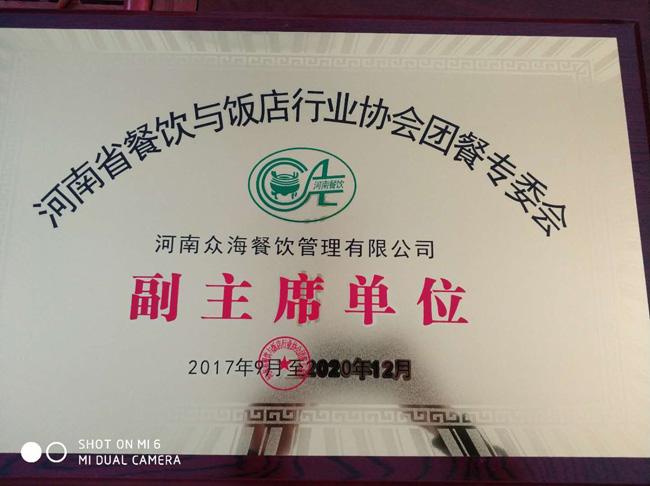 河南省餐饮与饭店行业协会团餐专委会
河南餐饮
河南众海餐饮管理有限公司
副主席单位
2017年9月至2020年12月
SHOT ON MI 6
MI DUAL CAMERA